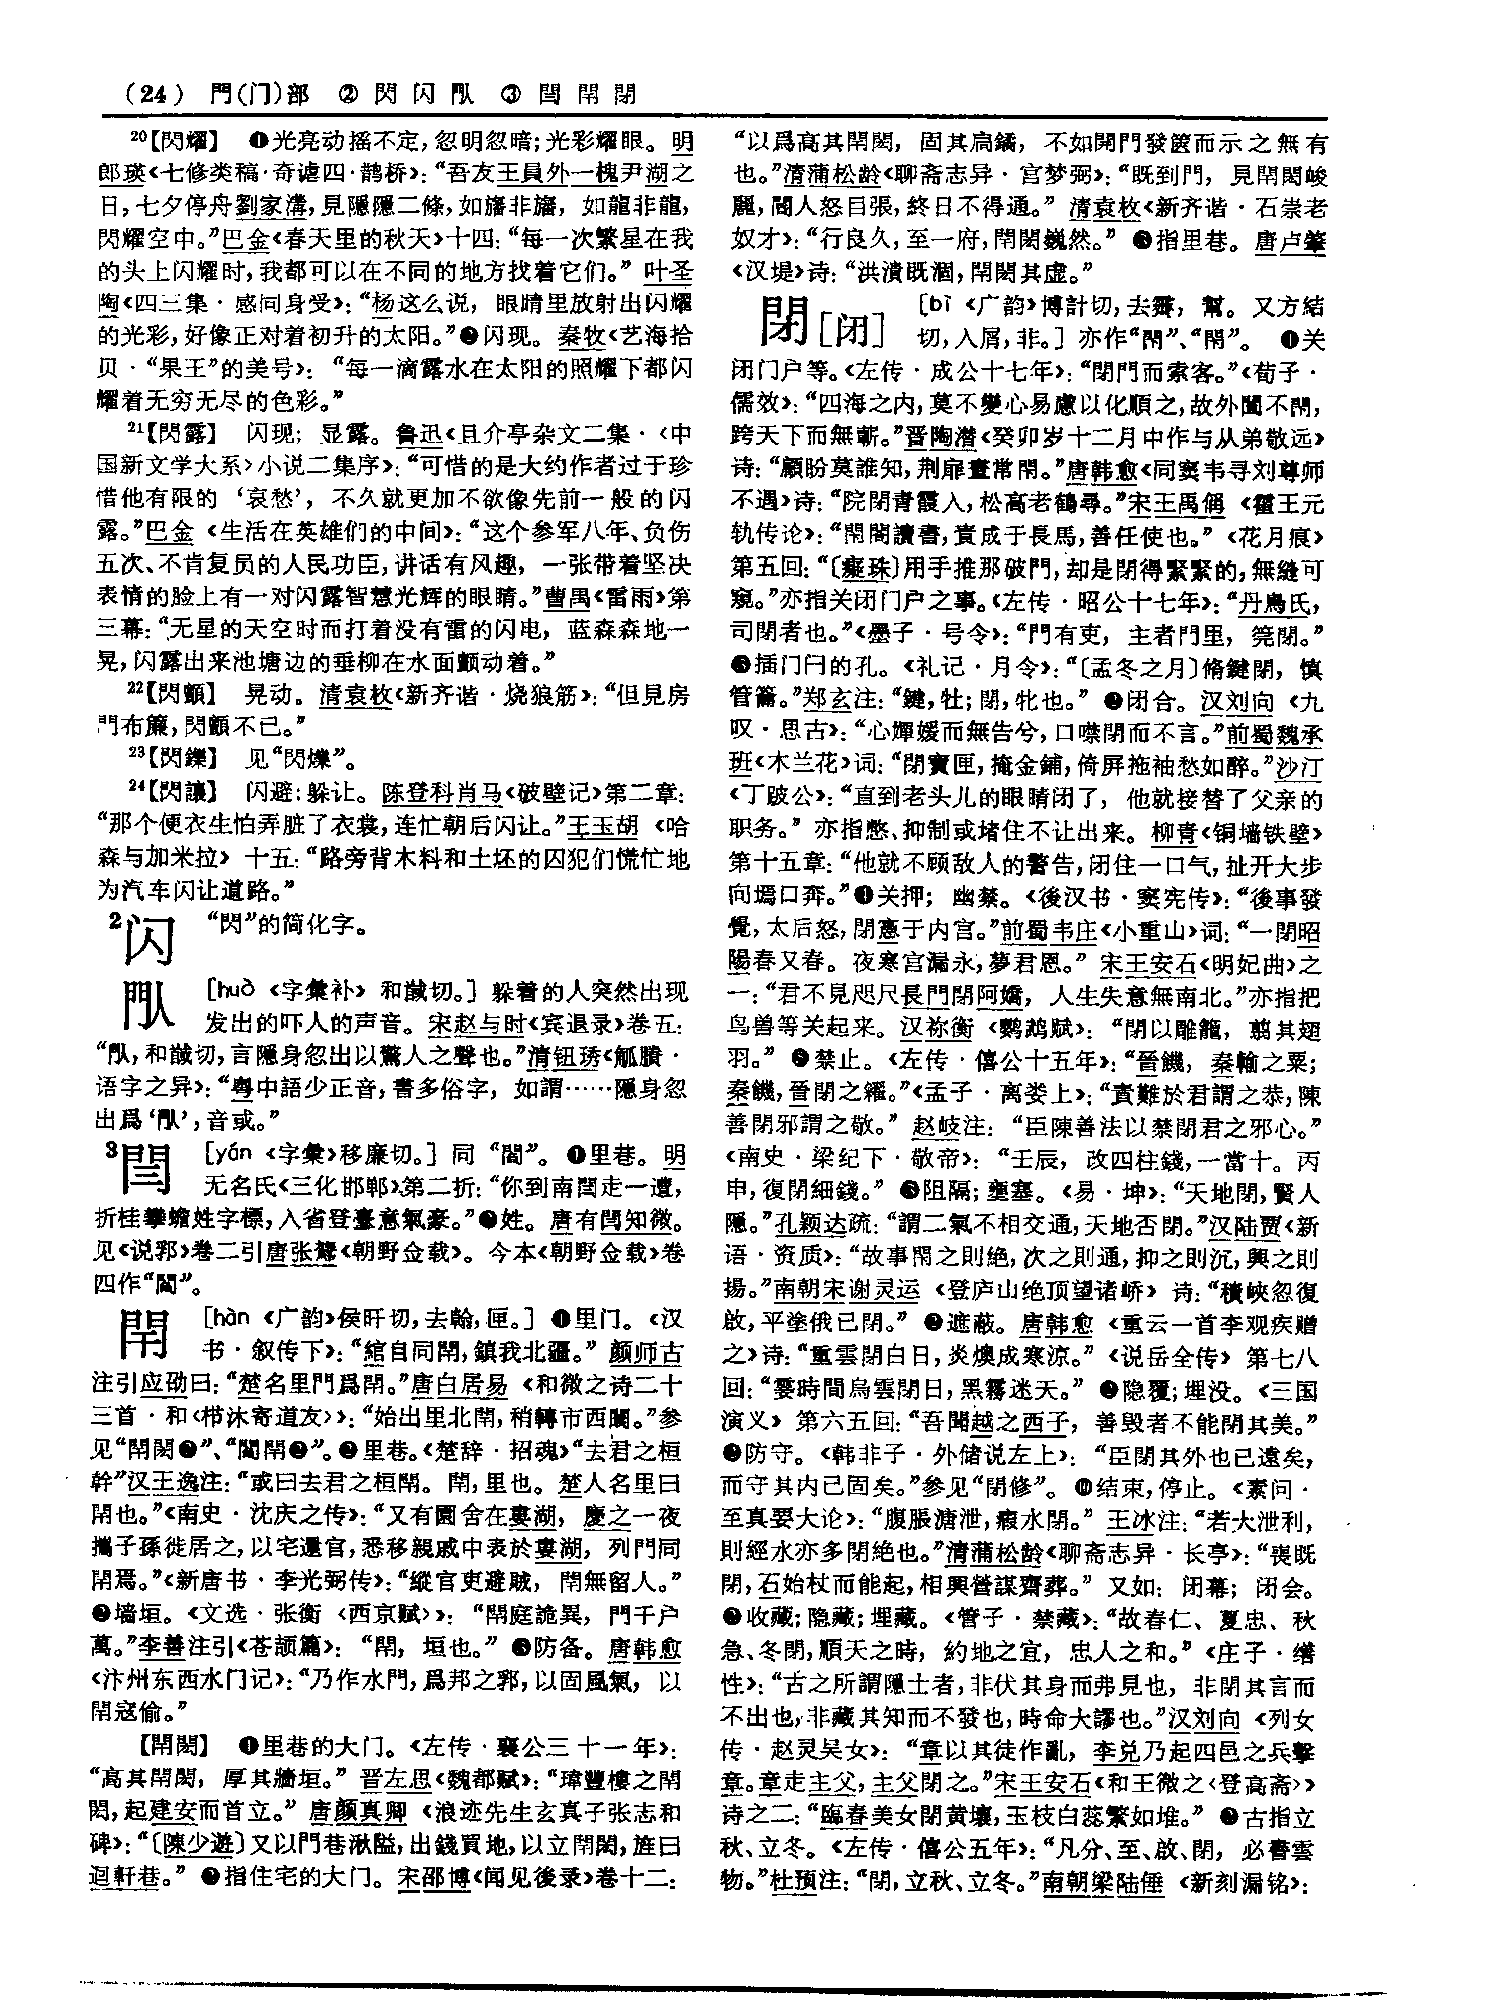 (24) 門(门)部 ② 閃 闪 𨳍 ③ 閆 閈 閉
20【閃耀】 ❶光亮动摇不定,忽明忽暗;光彩耀眼。明
郎瑛《七修类稿·奇谑四·鹊桥》:“吾友王員外一槐尹湖之
日,七夕停舟劉家溝,見隱隱二條,如旛非旛,如龍非龍,
閃耀空中。”巴金《春天里的秋天》十四:“每一次繁星在我
的头上闪耀时,我都可以在不同的地方找着它们。”叶圣
陶《四三集·感同身受》:“杨这么说,眼睛里放射出闪耀
的光彩,好像正对着初升的太阳。”❷闪现。秦牧《艺海拾
贝·“果王”的美号》:“每一滴露水在太阳的照耀下都闪
耀着无穷无尽的色彩。”
21【閃露】 闪现;显露。鲁迅《且介亭杂文二集·〈中
国新文学大系〉小说二集序》:“可惜的是大约作者过于珍
惜他有限的‘哀愁’,不久就更加不欲像先前一般的闪
露。”巴金《生活在英雄们的中间》:“这个参军八年、负伤
五次、不肯复员的人民功臣,讲话有风趣,一张带着坚决
表情的脸上有一对闪露智慧光辉的眼睛。”曹禺《雷雨》第
三幕:“无星的天空时而打着没有雷的闪电,蓝森森地一
晃,闪露出来池塘边的垂柳在水面颤动着。”
22【閃顫】 晃动。清袁枚《新齐谐·烧狼筋》:“但見房
門布簾,閃顫不已。”
23【閃鑠】 见“閃爍”。
24【閃讓】 闪避;躲让。陈登科肖马《破壁记》第二章:
“那个便衣生怕弄脏了衣裳,连忙朝后闪让。”王玉胡《哈
森与加米拉》十五:“路旁背木料和土坯的囚犯们慌忙地
为汽车闪让道路。”
2闪 “閃”的简化字。
𨳍 [huò 《字彙补》和馘切。] 躲着的人突然出现
发出的吓人的声音。宋赵与时《宾退录》卷五:
“𨳍,和馘切,言隱身忽出以驚人之聲也。”清钮琇《觚賸·
语字之异》:“粤中語少正音,書多俗字,如謂……隱身忽
出爲‘𨳍’,音或。”
3閆 [yán 《字彙》移廉切。] 同“閻”。❶里巷。明
无名氏《三化邯郸》第二折:“你到南閆走一遭,
折桂攀蟾姓字標,入省登臺意氣豪。”❷姓。唐有閆知微。
见《说郛》卷二引唐张鷟《朝野佥载》。今本《朝野佥载》卷
四作“閻”。
閈 [hàn 《广韵》侯旰切,去翰,匣。] ❶里门。《汉
书·叙传下》:“綰自同閈,鎮我北疆。”颜师古
注引应劭曰:“楚名里門爲閈。”唐白居易《和微之诗二十
三首·和〈栉沐寄道友〉》:“始出里北閈,稍轉市西闤。”参
见“閈閎❶”、“閭閈❷”。❷里巷。《楚辞·招魂》“去君之桓
幹”汉王逸注:“或曰去君之桓閈。閈,里也。楚人名里曰
閈也。”《南史·沈庆之传》:“又有園舍在婁湖,慶之一夜
攜子孫徙居之,以宅還官,悉移親戚中表於婁湖,列門同
閈焉。”《新唐书·李光弼传》:“縱官吏避賊,閈無留人。”
❸墙垣。《文选·张衡〈西京赋〉》:“閈庭詭異,門千户
萬。”李善注引《苍颉篇》:“閈,垣也。”❹防备。唐韩愈
《汴州东西水门记》:“乃作水門,爲邦之郛,以固風氣,以
閈寇偷。”
【閈閎】 ❶里巷的大门。《左传·襄公三十一年》:
“高其閈閎,厚其牆垣。”晋左思《魏都赋》:“瑋豐樓之閈
閎,起建安而首立。”唐颜真卿《浪迹先生玄真子张志和
碑》:“〔陳少遊〕又以門巷湫隘,出錢買地,以立閈閎,旌曰
迴軒巷。”❷指住宅的大门。宋邵博《闻见後录》卷十二:
“以爲高其閈閎,固其扃鐍,不如開門發篋而示之無有
也。”清蒲松龄《聊斋志异·宫梦弼》:“既到門,見閈閎峻
麗,閽人怒目張,終日不得通。”清袁枚《新齐谐·石崇老
奴才》:“行良久,至一府,閈閎巍然。”❸指里巷。唐卢肇
《汉堤》诗:“洪潰既涸,閈閎其虚。”
閉[闭] [bì 《广韵》博計切,去霽,幫。又方結
切,入屑,非。] 亦作“閇”、“閉”。 ❶关
闭门户等。《左传·成公十七年》:“閉門而索客。”《荀子·
儒效》:“四海之内,莫不變心易慮以化順之,故外闔不閉,
跨天下而無蘄。”晋陶潜《癸卯岁十二月中作与从弟敬远》
诗:“顧盼莫誰知,荆扉晝常閇。”唐韩愈《同窦韦寻刘尊师
不遇》诗:“院閉青霞入,松高老鶴尋。”宋王禹偁《霍王元
轨传论》:“閇閤讀書,責成于長馬,善任使也。”《花月痕》
第五回:“〔癡珠〕用手推那破門,却是閉得緊緊的,無縫可
窺。”亦指关闭门户之事。《左传·昭公十七年》:“丹鳥氏,
司閉者也。”《墨子·号令》:“門有吏,主者門里,筦閉。”
❷插门闩的孔。《礼记·月令》:“〔孟冬之月〕脩鍵閉,慎
管籥。”郑玄注:“鍵,牡;閉,牝也。”❸闭合。汉刘向《九
叹·思古》:“心嬋媛而無告兮,口噤閉而不言。”前蜀魏承
班《木兰花》词:“閉寶匣,掩金鋪,倚屏拖袖愁如醉。”沙汀
《丁跛公》:“直到老头儿的眼睛闭了,他就接替了父亲的
职务。”亦指憋、抑制或堵住不让出来。柳青《铜墙铁壁》
第十五章:“他就不顾敌人的警告,闭住一口气,扯开大步
向塄口奔。”❹关押;幽禁。《後汉书·窦宪传》:“後事發
覺,太后怒,閉憲于内宫。”前蜀韦庄《小重山》词:“一閉昭
陽春又春。夜寒宫漏永,夢君恩。”宋王安石《明妃曲》之
一:“君不見咫尺長門閉阿嬌,人生失意無南北。”亦指把
鸟兽等关起来。汉祢衡《鹦鹉赋》:“閉以雕籠,翦其翅
羽。”❺禁止。《左传·僖公十五年》:“晉饑,秦輸之粟;
秦饑,晉閉之糴。”《孟子·离娄上》:“責難於君謂之恭,陳
善閉邪謂之敬。”赵岐注:“臣陳善法以禁閉君之邪心。”
《南史·梁纪下·敬帝》:“壬辰,改四柱錢,一當十。丙
申,復閉細錢。”❻阻隔;壅塞。《易·坤》:“天地閉,賢人
隱。”孔颖达疏:“謂二氣不相交通,天地否閉。”汉陆贾《新
语·资质》:“故事閇之則絶,次之則通,抑之則沉,興之則
揚。”南朝宋谢灵运《登庐山绝顶望诸峤》诗:“積峽忽復
啟,平塗俄已閉。”❼遮蔽。唐韩愈《重云一首李观疾赠
之》诗:“重雲閉白日,炎燠成寒涼。”《说岳全传》第七八
回:“霎時間烏雲閉日,黑霧迷天。”❽隐覆;埋没。《三国
演义》第六五回:“吾聞越之西子,善毁者不能閉其美。”
❾防守。《韩非子·外储说左上》:“臣閉其外也已遠矣,
而守其内已固矣。”参见“閉修”。❿结束,停止。《素问·
至真要大论》:“腹脹溏泄,瘕水閉。”王冰注:“若大泄利,
則經水亦多閉絶也。”清蒲松龄《聊斋志异·长亭》:“喪既
閉,石始杖而能起,相與營謀齋葬。”又如:闭幕;闭会。
⓫收藏;隐藏;埋藏。《管子·禁藏》:“故春仁、夏忠、秋
急、冬閉,順天之時,約地之宜,忠人之和。”《庄子·缮
性》:“古之所謂隱士者,非伏其身而弗見也,非閉其言而
不出也,非藏其知而不發也,時命大謬也。”汉刘向《列女
传·赵灵吴女》:“章以其徒作亂,李兑乃起四邑之兵擊
章。章走主父,主父閉之。”宋王安石《和王微之〈登高斋〉》
诗之二:“臨春美女閉黄壤,玉枝白蕊繁如堆。”⓬古指立
秋、立冬。《左传·僖公五年》:“凡分、至、啟、閉,必書雲
物。”杜预注:“閉,立秋、立冬。”南朝梁陆倕《新刻漏铭》: